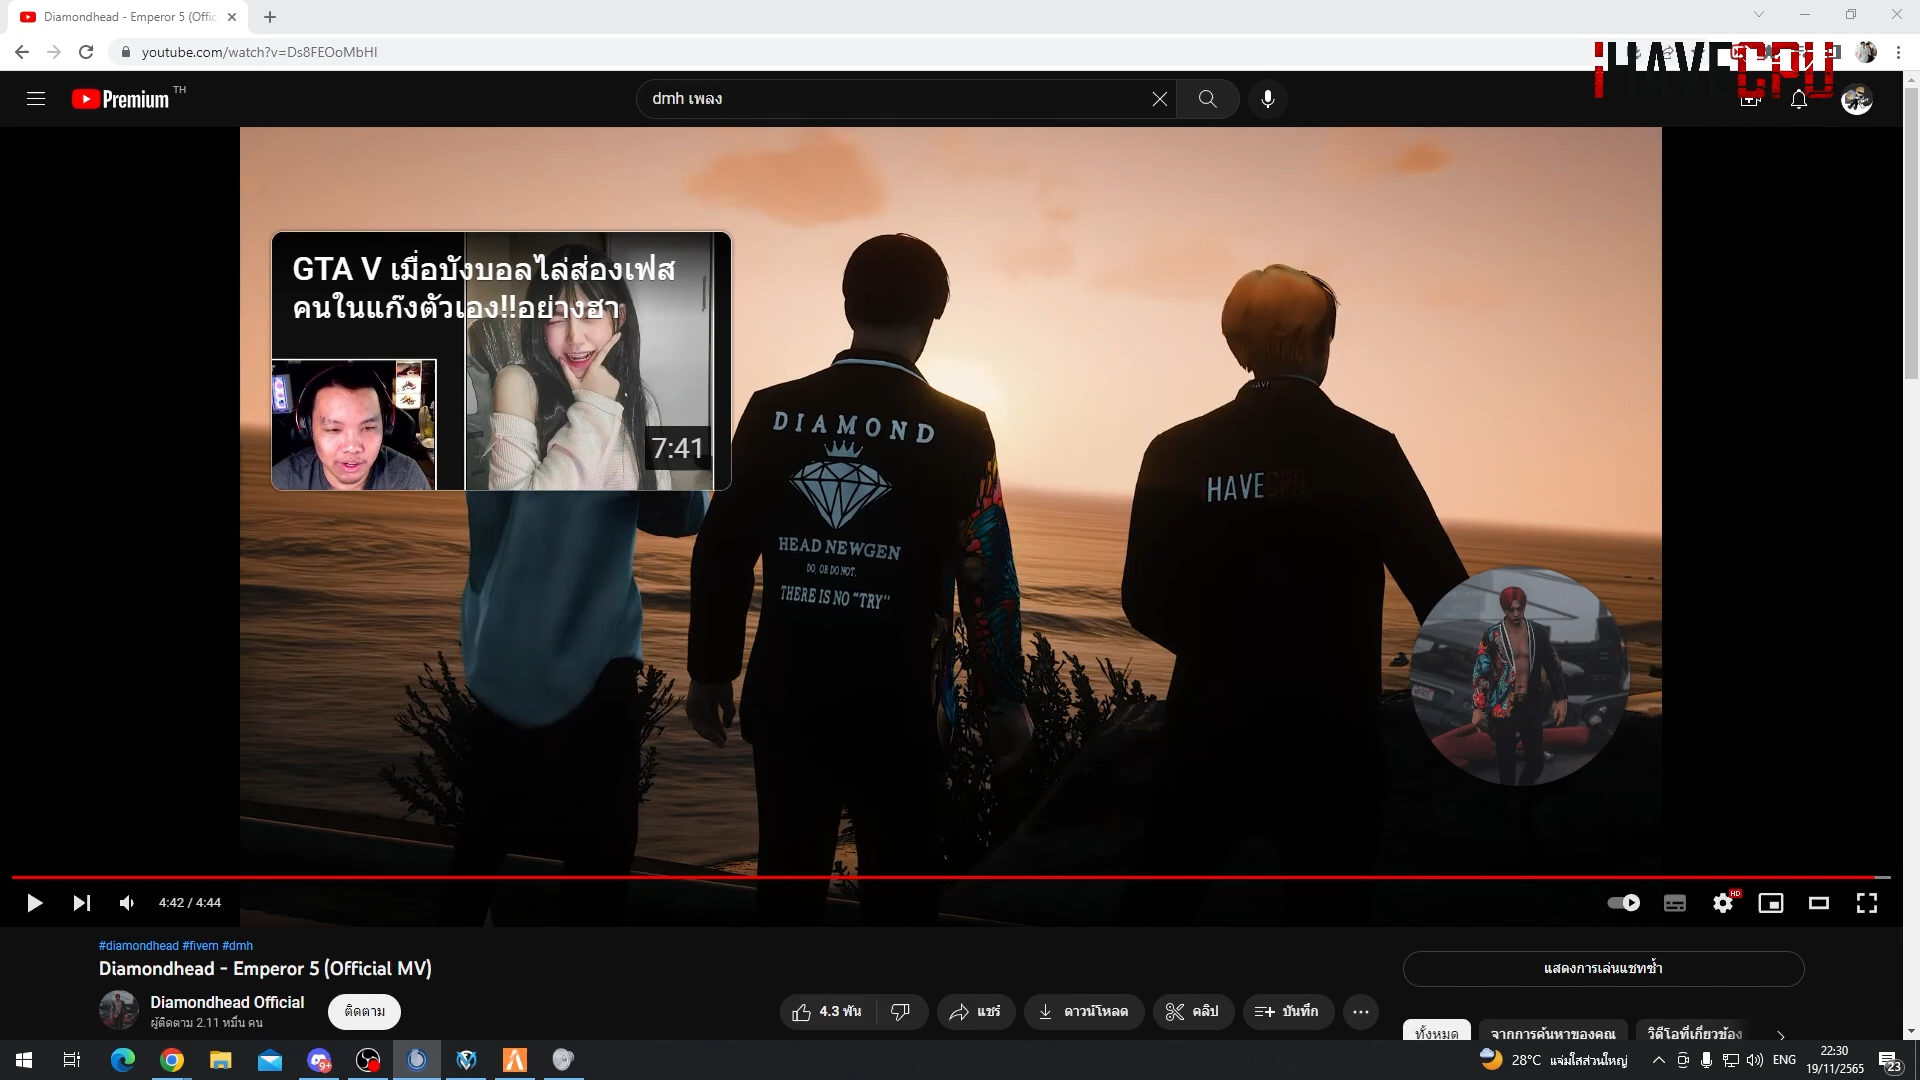 Diamondhead - Emperor 5 (Offic
youtube.com/watch?v=Ds8FEOoMbHI
iHAVECPU
Premium TH
dmh เพลง
GTA V เมื่อบังบอลไล่ส่องเฟส
คนในแก๊งตัวเอง!!อย่างฮา
7:41
DIAMOND
HEAD NEWGEN
DO, OR DO NOT,
THERE IS NO "TRY"
HAVECPU
4:42 / 4:44
HD
#diamondhead #fivem #dmh
Diamondhead - Emperor 5 (Official MV)
Diamondhead Official
ผู้ติดตาม 2.11 หมื่น คน
ติดตาม
4.3 พัน
แชร์
ดาวน์โหลด
คลิป
บันทึก
แสดงการเล่นแชทซ้ำ
ทั้งหมด
จากการค้นหาของคุณ
วิดีโอที่เกี่ยวข้อง
9+
28°C แจ่มใสส่วนใหญ่
ENG
22:30
19/11/2565
23